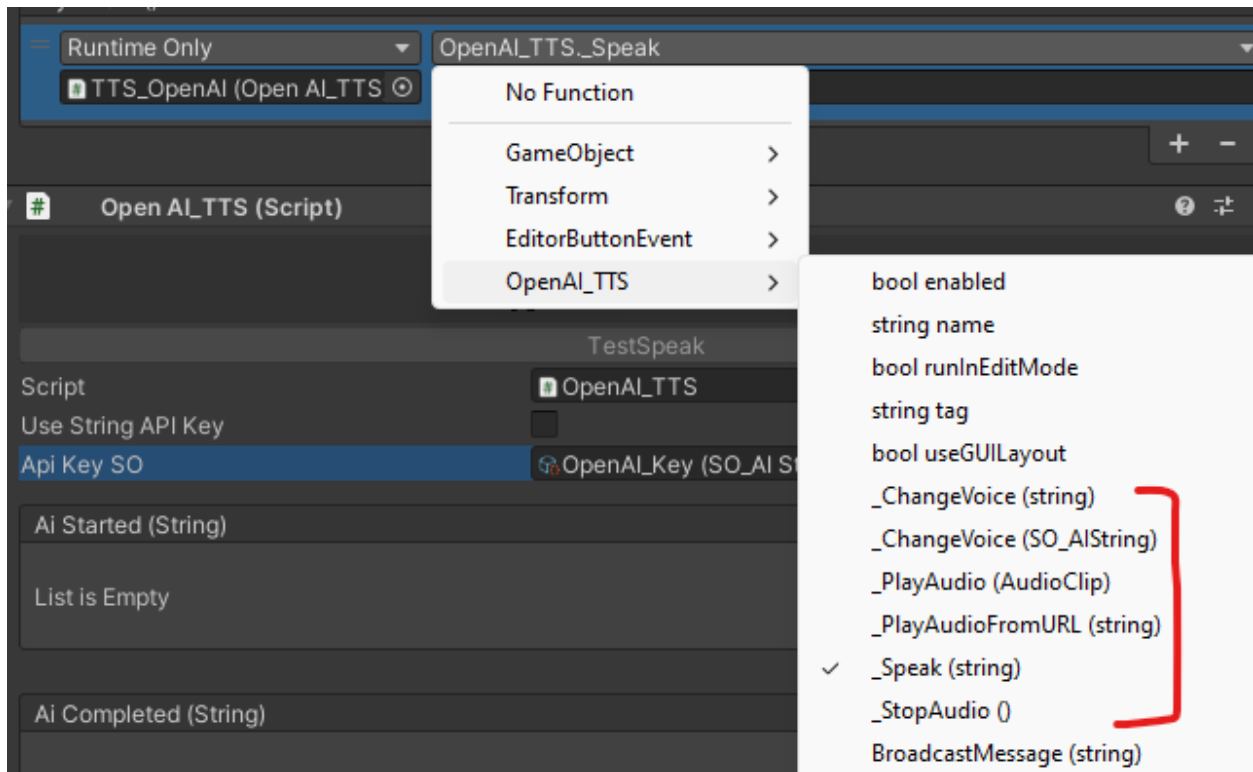 Runtime Only
OpenAI_TTS._Speak
TTS_OpenAI (Open AI_TTS
No Function
GameObject
Transform
EditorButtonEvent
OpenAI_TTS
Open AI_TTS (Script)
bool enabled
string name
bool runInEditMode
string tag
bool useGUILayout
_ChangeVoice (string)
_ChangeVoice (SO_AIString)
_PlayAudio (AudioClip)
_PlayAudioFromURL (string)
_Speak (string)
_StopAudio ()
BroadcastMessage (string)
TestSpeak
Script
OpenAI_TTS
Use String API Key
Api Key SO
OpenAI_Key (SO_AI St
Ai Started (String)
List is Empty
Ai Completed (String)